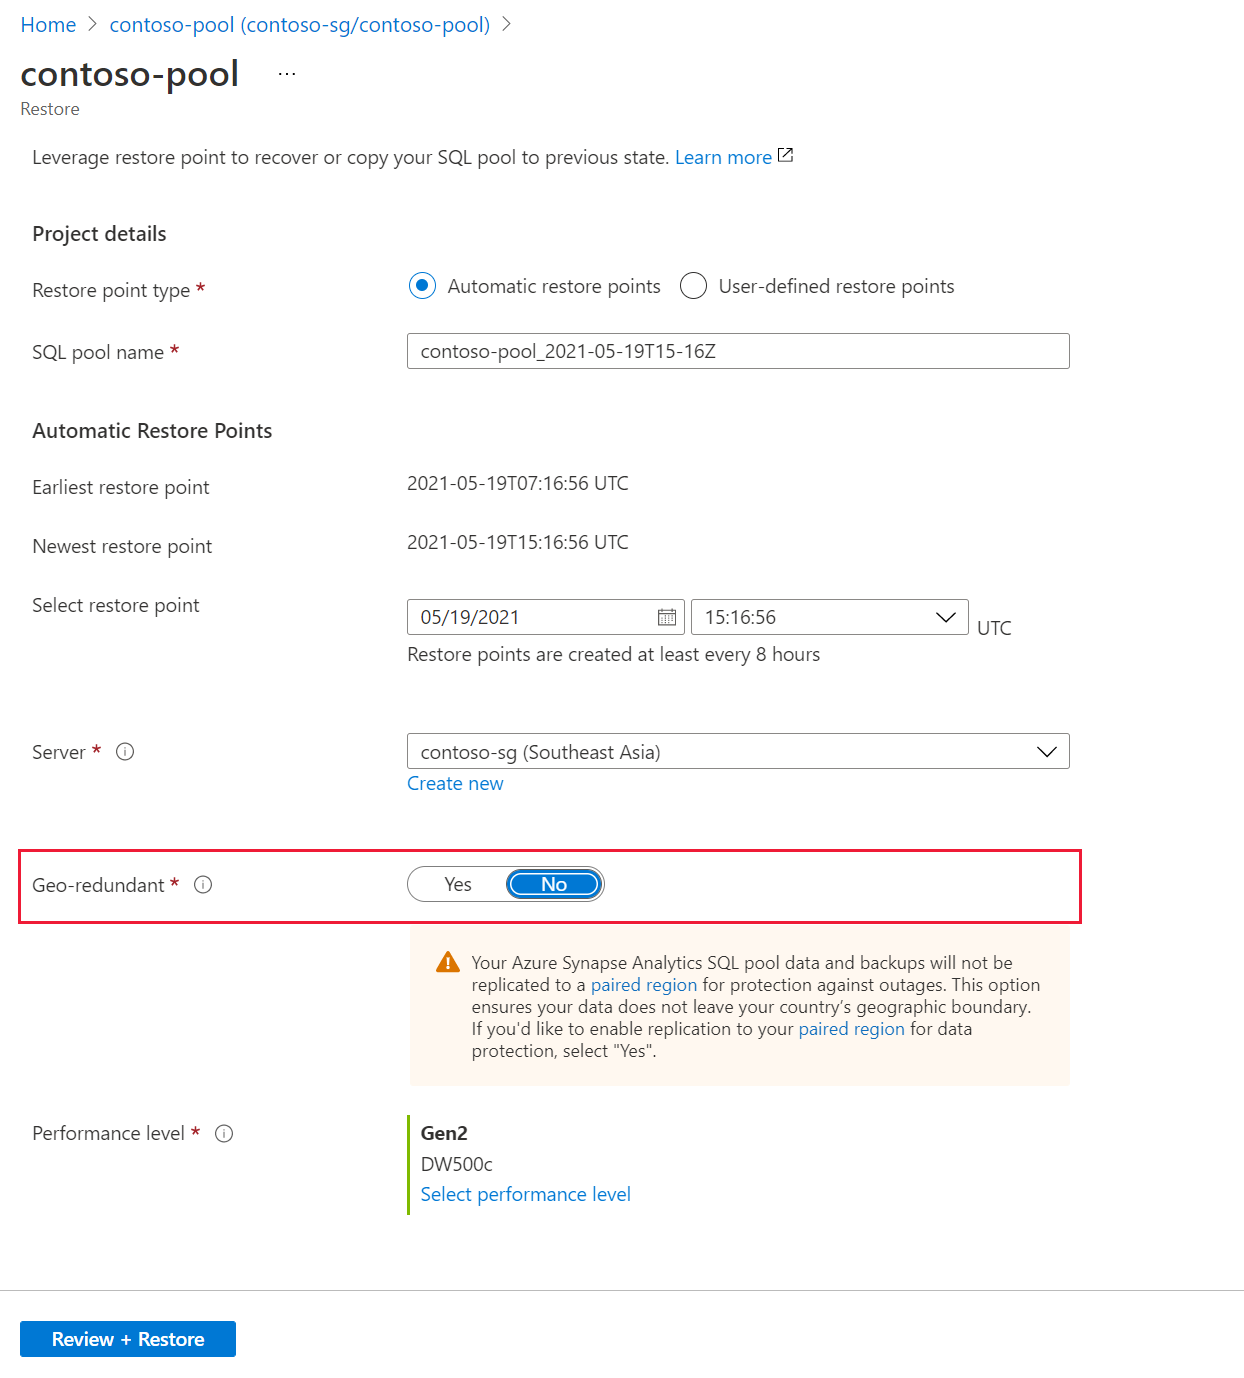 Home > contoso-pool (contoso-sg/contoso-pool) >
contoso-pool ...
Restore
Leverage restore point to recover or copy your SQL pool to previous state. Learn more
Project details
Restore point type * Automatic restore points User-defined restore points
SQL pool name * contoso-pool_2021-05-19T15-16Z
Automatic Restore Points
Earliest restore point 2021-05-19T07:16:56 UTC
Newest restore point 2021-05-19T15:16:56 UTC
Select restore point 05/19/2021 15:16:56 UTC
Restore points are created at least every 8 hours
Server * contoso-sg (Southeast Asia)
Create new
Geo-redundant * Yes No
Your Azure Synapse Analytics SQL pool data and backups will not be
replicated to a paired region for protection against outages. This option
ensures your data does not leave your country’s geographic boundary.
If you'd like to enable replication to your paired region for data
protection, select "Yes".
Performance level * Gen2
DW500c
Select performance level
Review + Restore